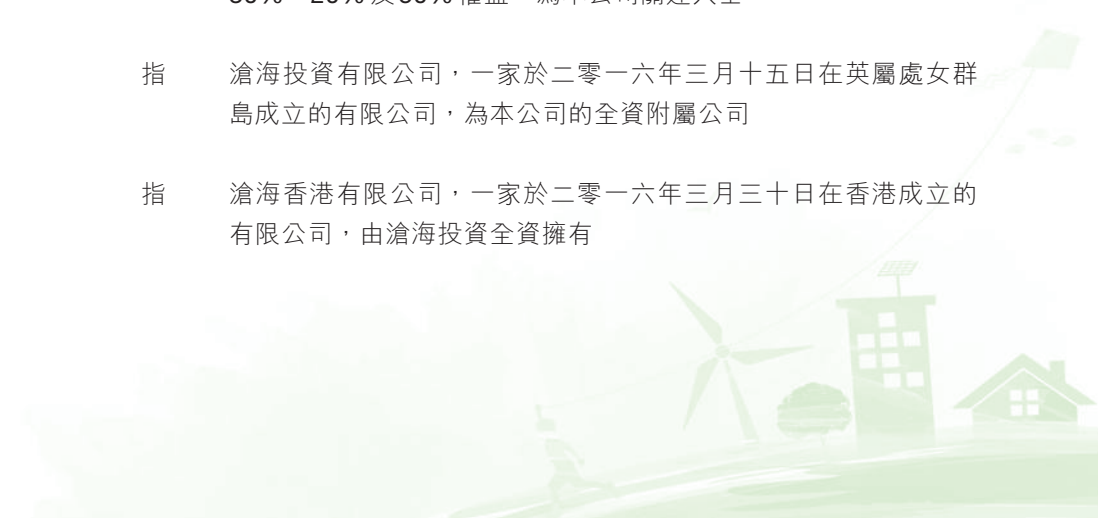 指 滄海投資有限公司,一家於二零一六年三月十五日在英屬處女群
島成立的有限公司,為本公司的全資附屬公司
指 滄海香港有限公司,一家於二零一六年三月三十日在香港成立的
有限公司,由滄海投資全資擁有